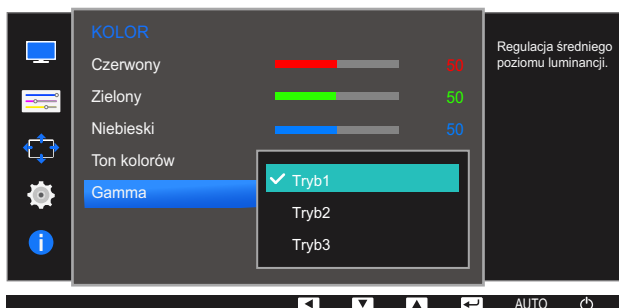 KOLOR
Czerwony 50
Zielony 50
Niebieski 50
Ton kolorów
Gamma
Tryb1
Tryb2
Tryb3
Regulacja średniego
poziomu luminancji.
AUTO